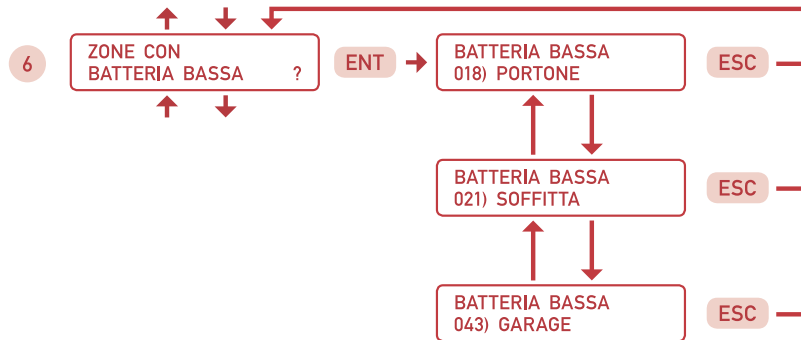 6
ZONE CON
BATTERIA BASSA ?
ENT
BATTERIA BASSA
018) PORTONE
ESC
BATTERIA BASSA
021) SOFFITTA
ESC
BATTERIA BASSA
043) GARAGE
ESC